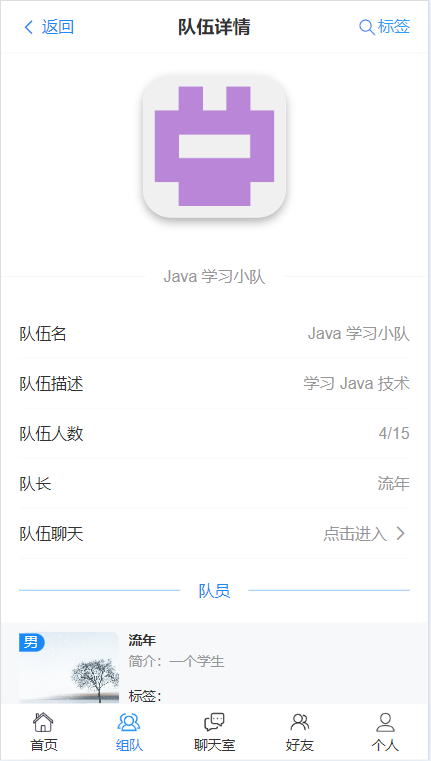 返回 队伍详情 标签
Java 学习小队
队伍名 Java 学习小队
队伍描述 学习 Java 技术
队伍人数 4/15
队长 流年
队伍聊天 点击进入
队员
男 流年
简介：一个学生
标签：
首页 组队 聊天室 好友 个人